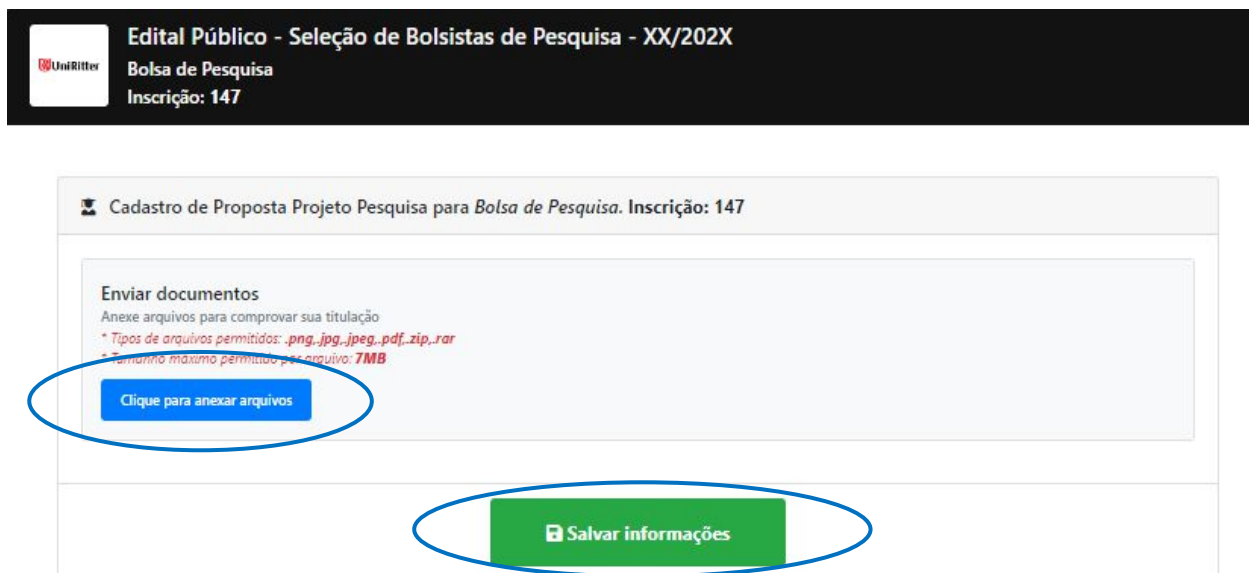 Edital Público - Seleção de Bolsistas de Pesquisa - XX/202X
UniRitter
Bolsa de Pesquisa
Inscrição: 147
Cadastro de Proposta Projeto Pesquisa para Bolsa de Pesquisa. Inscrição: 147
Enviar documentos
Anexe arquivos para comprovar sua titulação
* Tipos de arquivos permitidos: .png,.jpg,.jpeg,.pdf,.zip,.rar
* Tamanho máximo permitido por arquivo: 7MB
Clique para anexar arquivos
Salvar informações